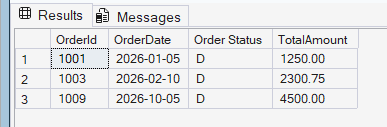 Results Messages
OrderId OrderDate Order Status TotalAmount
1 1001 2026-01-05 D 1250.00
2 1003 2026-02-10 D 2300.75
3 1009 2026-10-05 D 4500.00